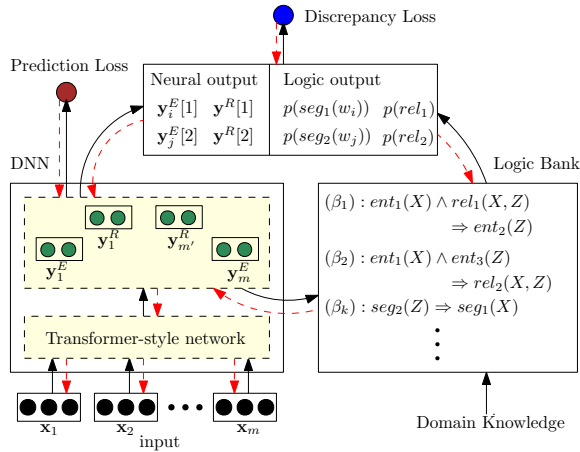 Discrepancy Loss
Prediction Loss
Neural output
Logic output
y_i^E[1] y^R[1]
p(seg_1(w_i)) p(rel_1)
y_j^E[2] y^R[2]
p(seg_2(w_j)) p(rel_2)
DNN
Logic Bank
y_1^R
y_{m'}^R
y_1^E
y_m^E
(β_1) : ent_1(X) ∧ rel_1(X, Z)
⇒ ent_2(Z)
(β_2) : ent_1(X) ∧ ent_3(Z)
⇒ rel_2(X, Z)
(β_k) : seg_2(Z) ⇒ seg_1(X)
Transformer-style network
x_1
x_2
x_m
input
Domain Knowledge